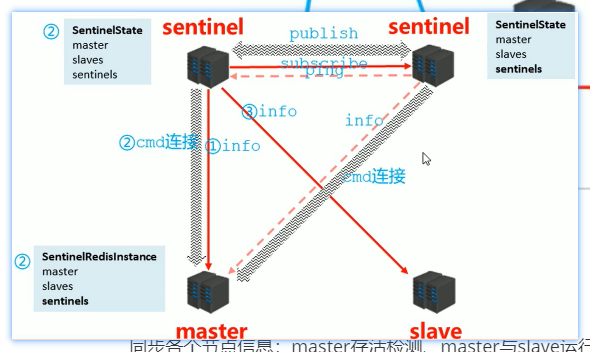 sentinel
sentinel
②
SentinelState
master
slaves
sentinels
SentinelState
master
slaves
sentinels
publish
subscribe
ping
③info
info
②cmd连接
①info
cmd连接
②
SentinelRedisInstance
master
slaves
sentinels
master
slave
同步各个节点信息：master存活检测、master与slave运行